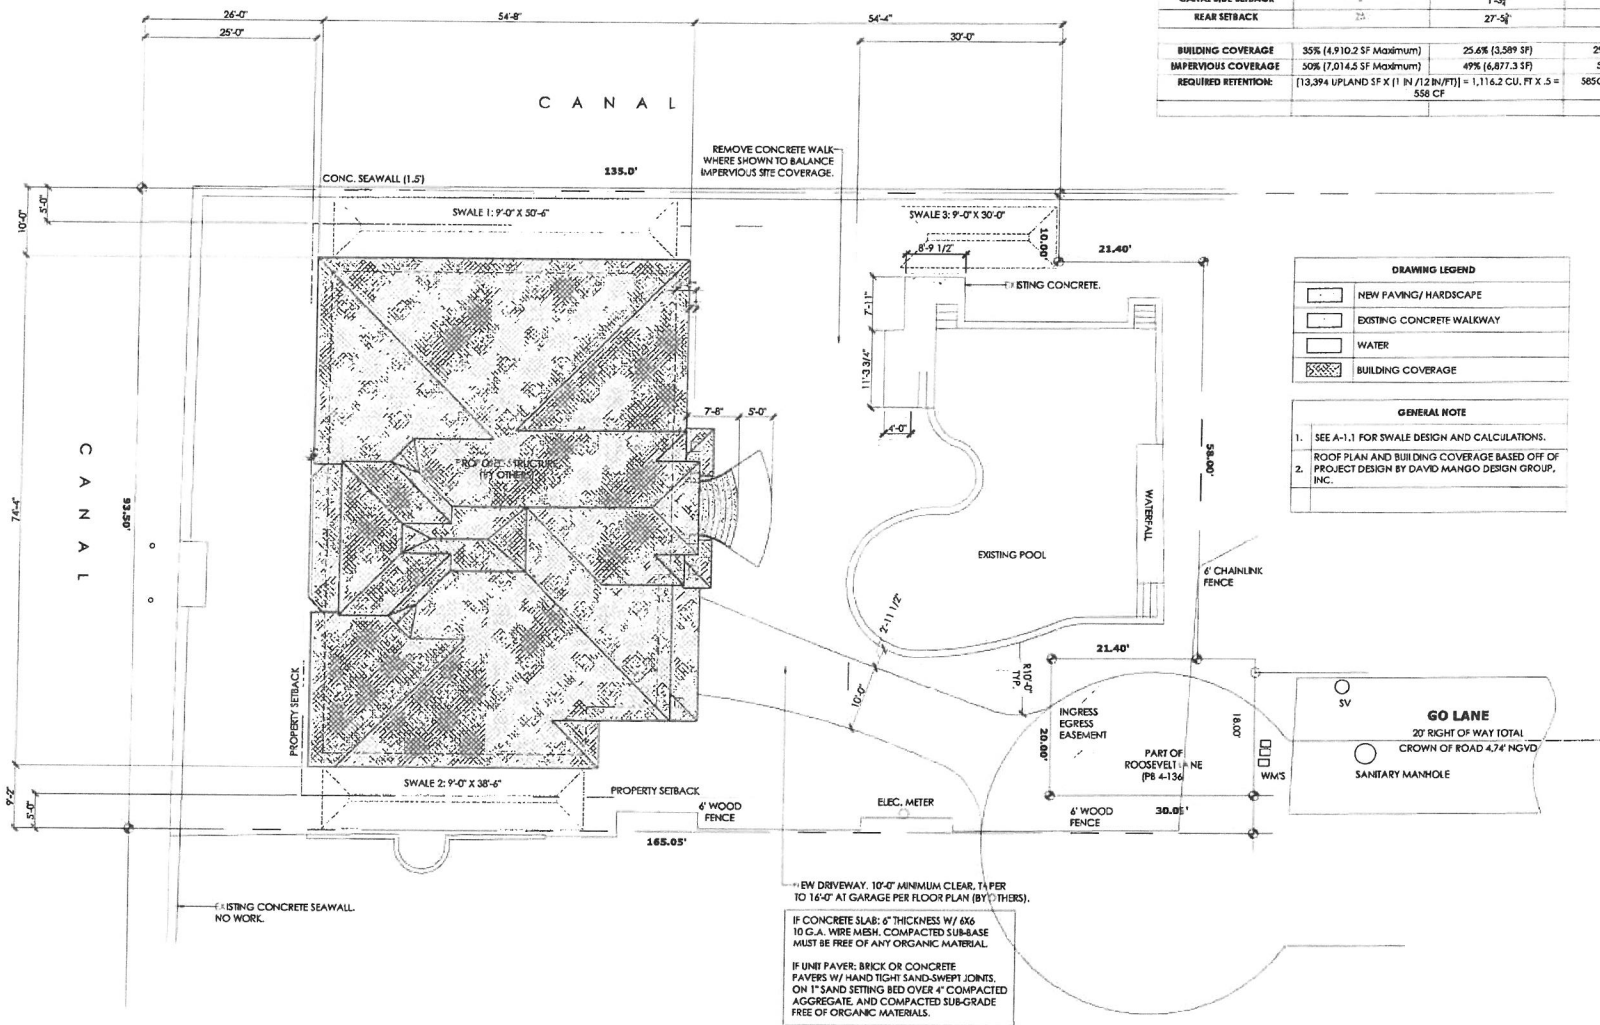 26'-0"
54'-8"
54'-4"
25'-0"
30'-0"
REAR SETBACK
BUILDING COVERAGE 35% (4,910.2 SF Maximum) 25.6% (3,589 SF)
IMPERVIOUS COVERAGE 50% (7,014.5 SF Maximum) 49% (6,877.3 SF)
REQUIRED RETENTION: [13,394 UPLAND SF X (1 IN /12 IN/FT)] = 1,116.2 CU. FT X .5 =
558 CF
CANAL
REMOVE CONCRETE WALK
WHERE SHOWN TO BALANCE
IMPERVIOUS SITE COVERAGE.
CONC. SEAWALL (1.5')
135.0'
10'-0"
5'-0"
SWALE 1: 9'-0" X 50'-6"
SWALE 3: 9'-0" X 30'-0"
10.00'
21.40'
8'-9 1/2"
EXISTING CONCRETE.
7'-11"
11'-3 3/4"
4'-0"
7'-8"
5'-0"
DRAWING LEGEND
NEW PAVING/ HARDSCAPE
EXISTING CONCRETE WALKWAY
WATER
BUILDING COVERAGE
GENERAL NOTE
1. SEE A-1.1 FOR SWALE DESIGN AND CALCULATIONS.
2. ROOF PLAN AND BUILDING COVERAGE BASED OFF OF
PROJECT DESIGN BY DAVID MANGO DESIGN GROUP,
INC.
CANAL
93.50'
74'-4"
PROPOSED STRUCTURE
(BY OTHERS)
58.00'
WATERFALL
EXISTING POOL
6' CHAINLINK
FENCE
2'-11 1/2"
10'-0"
R10'-0"
TYP.
21.40'
INGRESS
EGRESS
EASEMENT
20.00'
18.00'
PART OF
ROOSEVELT LANE
(PB 4-136
WM'S
SV
GO LANE
20' RIGHT OF WAY TOTAL
CROWN OF ROAD 4.74' NGVD
SANITARY MANHOLE
PROPERTY SETBACK
9'-2"
5'-0"
SWALE 2: 9'-0" X 38'-6"
PROPERTY SETBACK
6' WOOD
FENCE
ELEC. METER
6' WOOD
FENCE
30.05'
165.05'
EXISTING CONCRETE SEAWALL.
NO WORK.
NEW DRIVEWAY. 10'-0" MINIMUM CLEAR, TAPER
TO 16'-0" AT GARAGE PER FLOOR PLAN (BY OTHERS).
IF CONCRETE SLAB: 6" THICKNESS W/ 6X6
10 G.A. WIRE MESH. COMPACTED SUB-BASE
MUST BE FREE OF ANY ORGANIC MATERIAL.
IF UNIT PAVER: BRICK OR CONCRETE
PAVERS W/ HAND TIGHT SAND-SWEPT JOINTS,
ON 1" SAND SETTING BED OVER 4" COMPACTED
AGGREGATE, AND COMPACTED SUB-GRADE
FREE OF ORGANIC MATERIALS.